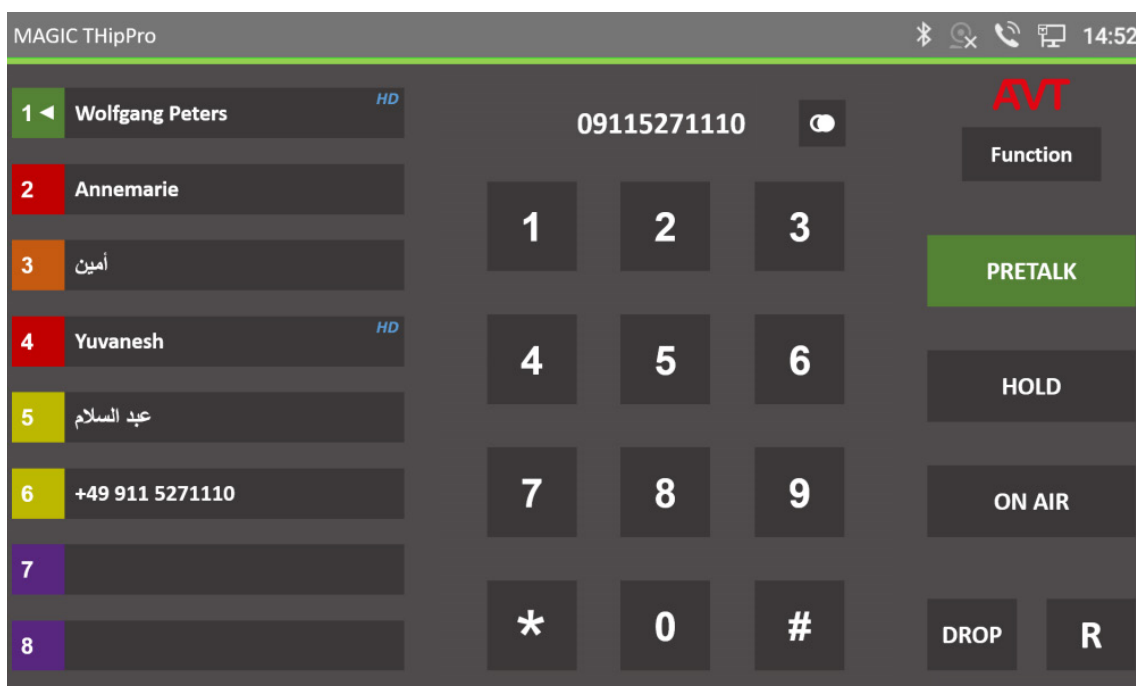 MAGIC THipPro
14:52
1 Wolfgang Peters HD
2 Annemarie
3 أمين
4 Yuvanesh HD
5 عبد السلام
6 +49 911 5271110
7
8
09115271110
1 2 3
4 5 6
7 8 9
* 0 #
AVT
Function
PRETALK
HOLD
ON AIR
DROP R